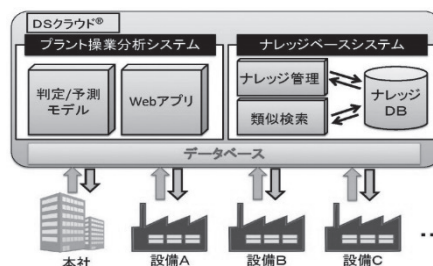 DSクラウド®
プラント操業分析システム
ナレッジベースシステム
判定/予測
モデル
Webアプリ
ナレッジ管理
類似検索
ナレッジ
DB
データベース
本社
設備A
設備B
設備C
…